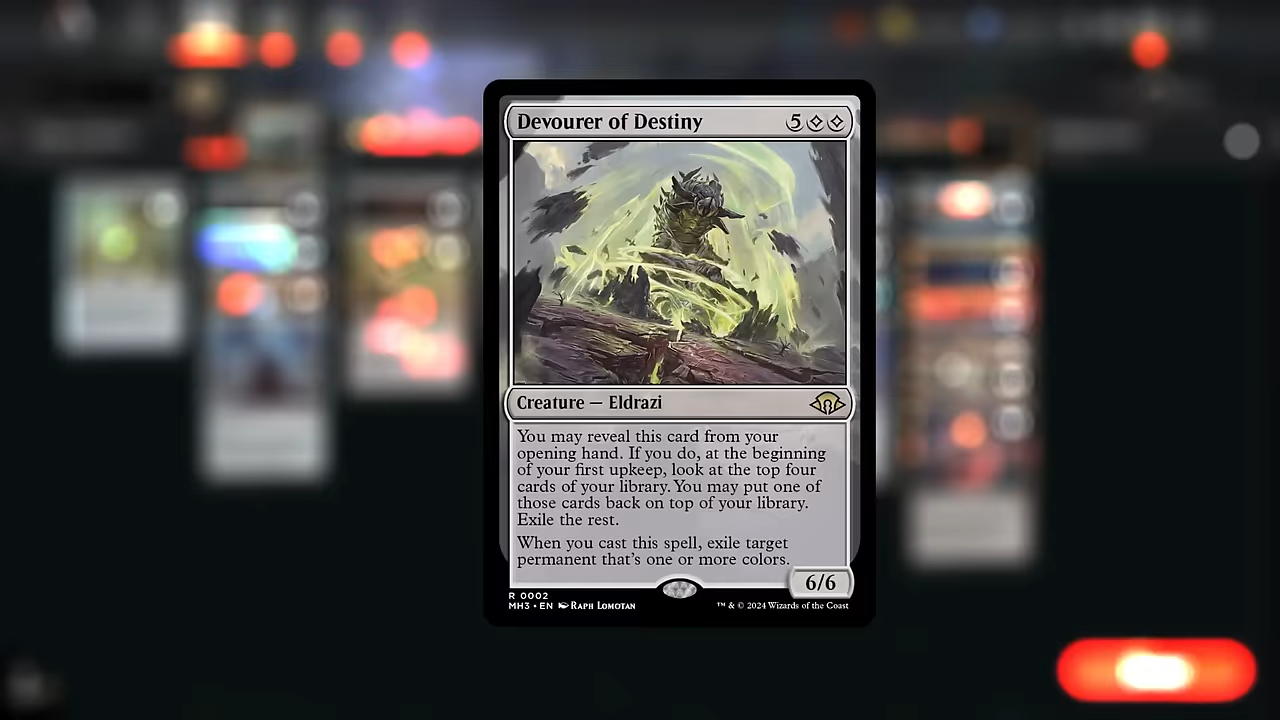 Devourer of Destiny 5
Creature — Eldrazi
You may reveal this card from your
opening hand. If you do, at the beginning
of your first upkeep, look at the top four
cards of your library. You may put one of
those cards back on top of your library.
Exile the rest.
When you cast this spell, exile target
permanent that's one or more colors.
6/6
R 0002
MH3 • EN Raph Lomotan
™ & © 2024 Wizards of the Coast